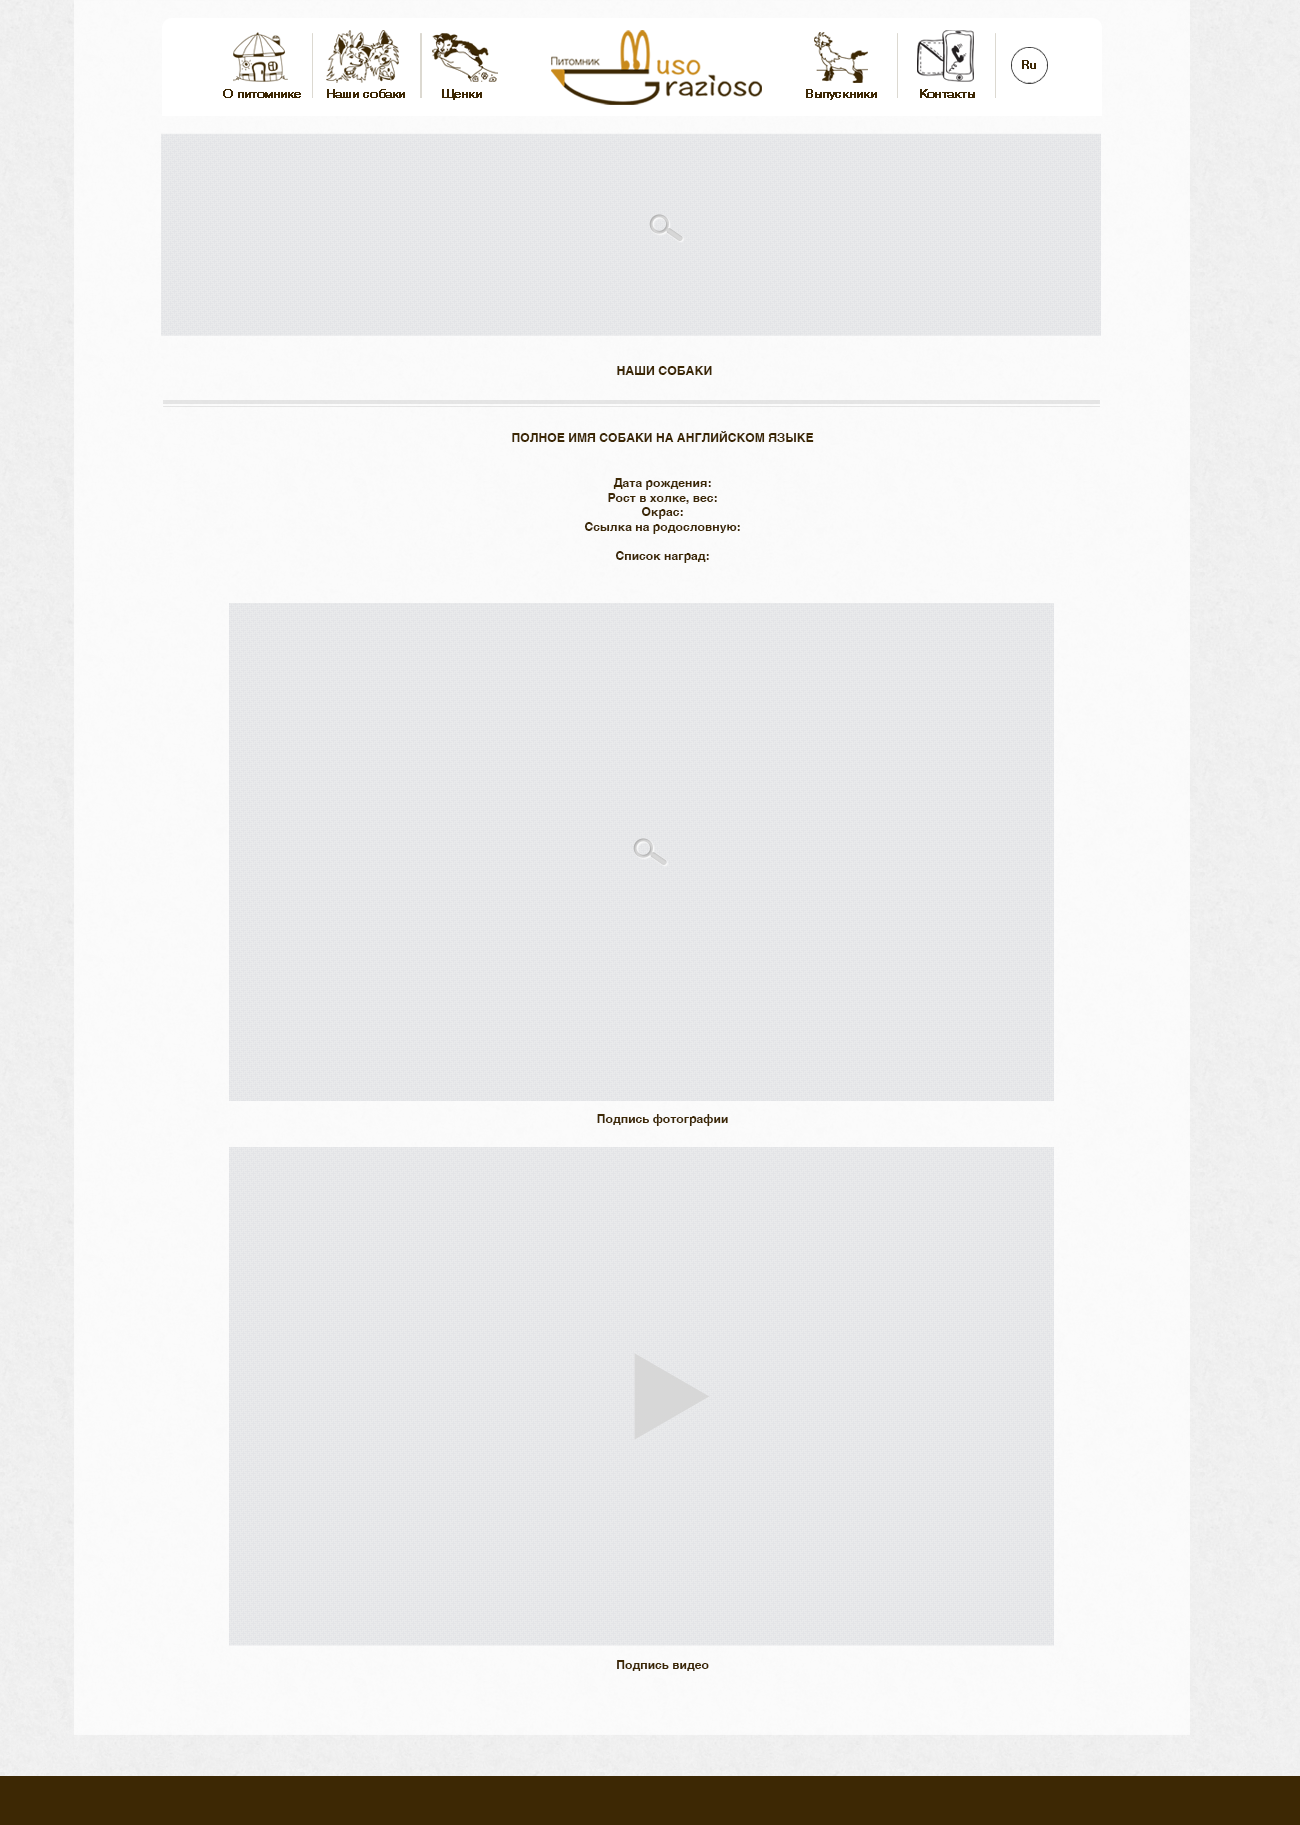 О питомнике
Наши собаки
Щенки
Питомник
Muso
Grazioso
Выпускники
Контакты
Ru
НАШИ СОБАКИ
ПОЛНОЕ ИМЯ СОБАКИ НА АНГЛИЙСКОМ ЯЗЫКЕ
Дата рождения:
Рост в холке, вес:
Окрас:
Ссылка на родословную:
Список наград:
Подпись фотографии
Подпись видео